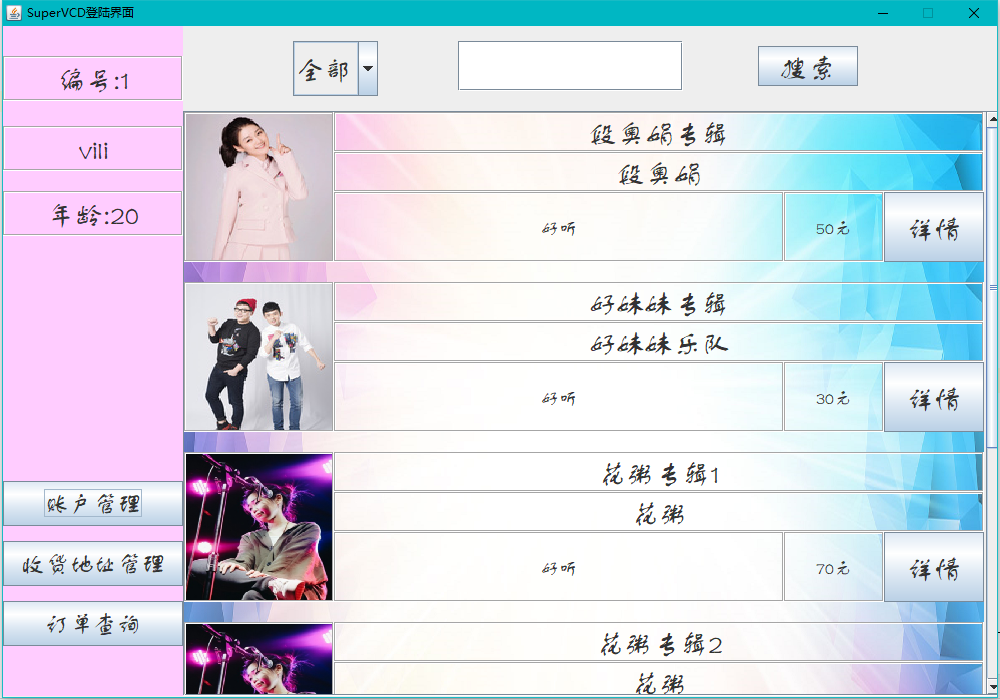 SuperVCD登陆界面
编号:1
vili
年龄:20
账户管理
收货地址管理
订单查询
全部
搜索
段奥娟专辑
段奥娟
好听
50元
详情
好妹妹专辑
好妹妹乐队
好听
30元
详情
花粥专辑1
花粥
好听
70元
详情
花粥专辑2
花粥